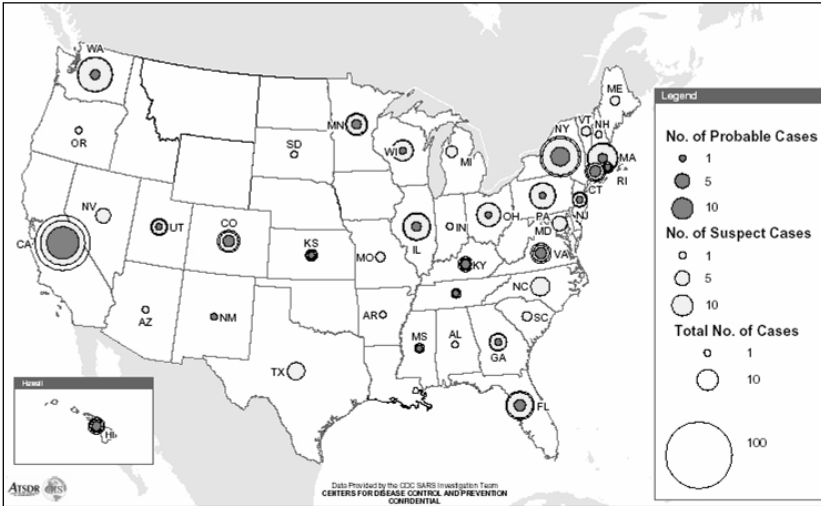 WA
OR
CA
NV
UT
AZ
NM
CO
KS
TX
SD
MN
WI
MI
IL
IN
OH
MO
KY
AR
MS
AL
GA
FL
SC
NC
VA
MD
PA
NJ
NY
CT
RI
MA
NH
VT
ME
Hawaii
HI
Legend
No. of Probable Cases
1
5
10
No. of Suspect Cases
1
5
10
Total No. of Cases
1
10
100
ATSDR
Data Provided by the CDC SARS Investigation Team
CENTERS FOR DISEASE CONTROL AND PREVENTION
CONFIDENTIAL